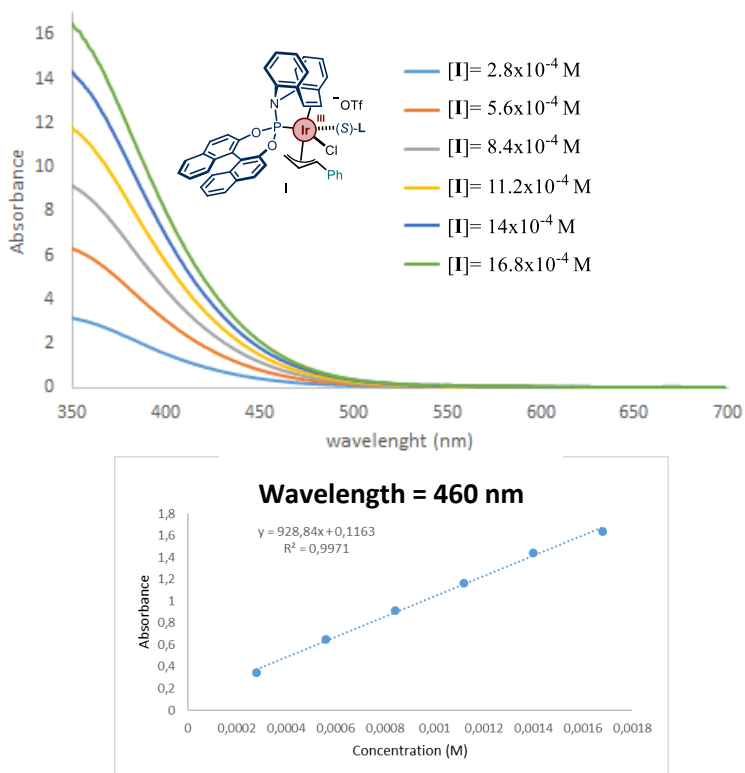 16
14
12
10
8
6
4
2
0
Absorbance
350
400
450
500
550
600
650
700
wavelenght (nm)
N
P
O
O
Ir
III
(S)-L
Cl
Ph
⁻OTf
I
[I]= 2.8x10⁻⁴ M
[I]= 5.6x10⁻⁴ M
[I]= 8.4x10⁻⁴ M
[I]= 11.2x10⁻⁴ M
[I]= 14x10⁻⁴ M
[I]= 16.8x10⁻⁴ M
Wavelength = 460 nm
y = 928,84x + 0,1163
R² = 0,9971
1,8
1,6
1,4
1,2
1
0,8
0,6
0,4
0,2
0
Absorbance
0
0,0002
0,0004
0,0006
0,0008
0,001
0,0012
0,0014
0,0016
0,0018
Concentration (M)